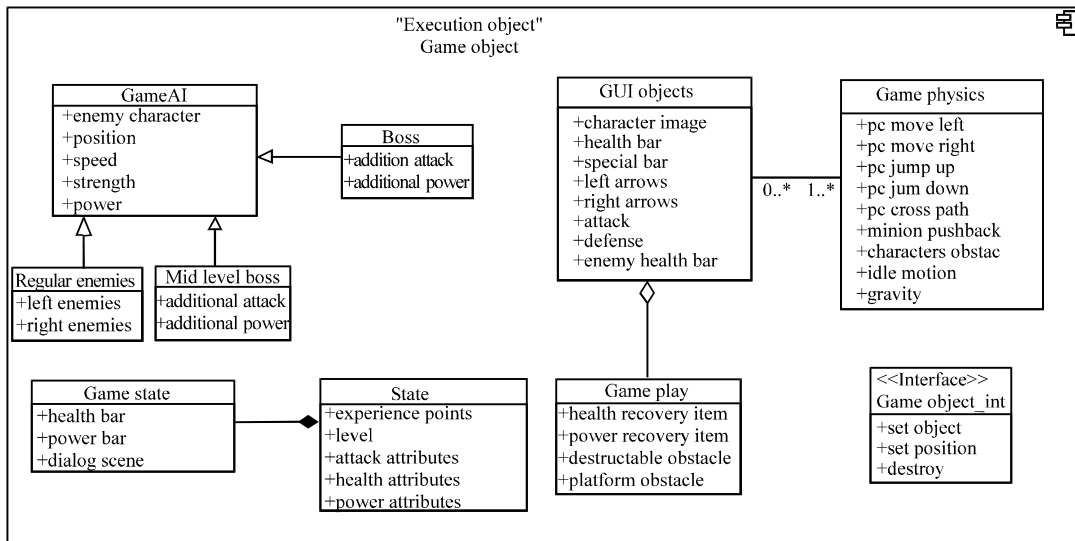 "Execution object"
Game object
GameAI
+enemy character
+position
+speed
+strength
+power
Boss
+addition attack
+additional power
Regular enemies
+left enemies
+right enemies
Mid level boss
+additional attack
+additional power
GUI objects
+character image
+health bar
+special bar
+left arrows
+right arrows
+attack
+defense
+enemy health bar
0..* 1..*
Game physics
+pc move left
+pc move right
+pc jump up
+pc jum down
+pc cross path
+minion pushback
+characters obstac
+idle motion
+gravity
Game state
+health bar
+power bar
+dialog scene
State
+experience points
+level
+attack attributes
+health attributes
+power attributes
Game play
+health recovery item
+power recovery item
+destructable obstacle
+platform obstacle
<<Interface>>
Game object_int
+set object
+set position
+destroy